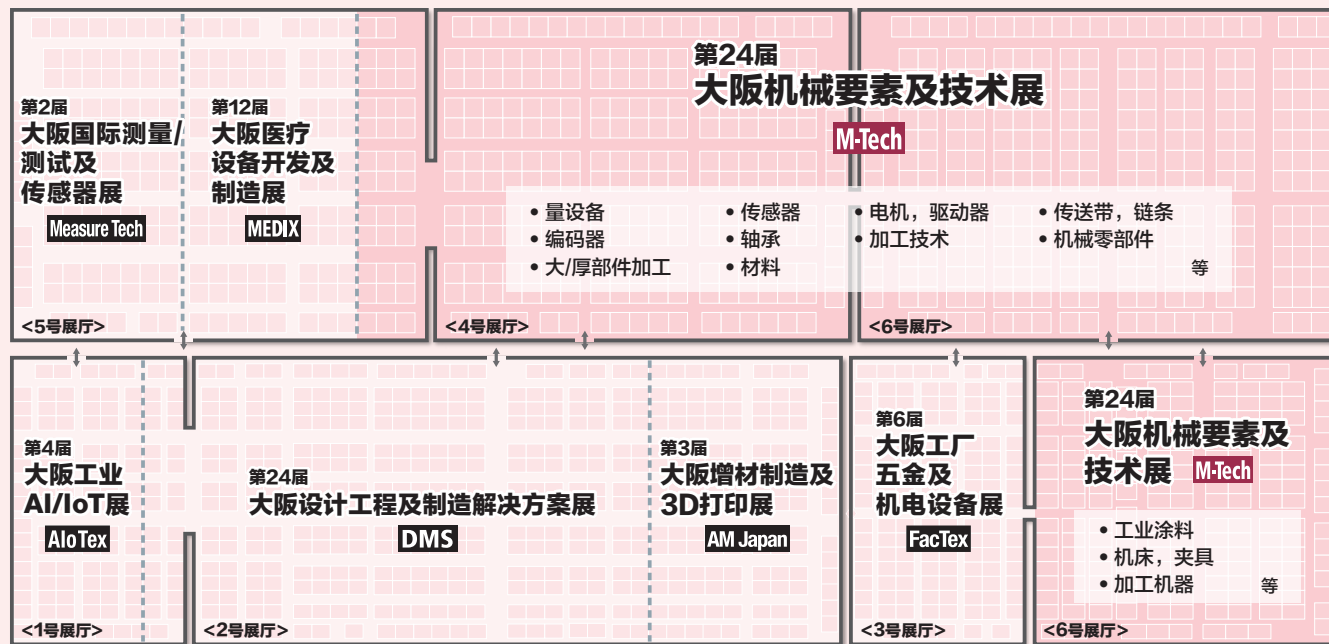 第2届
大阪国际测量/
测试及
传感器展
Measure Tech
第12届
大阪医疗
设备开发及
制造展
MEDIX
<5号展厅>
第24届
大阪机械要素及技术展
M-Tech
• 量设备
• 传感器
• 电机，驱动器
• 传送带，链条
• 编码器
• 轴承
• 加工技术
• 机械零部件
• 大/厚部件加工
• 材料
等
<4号展厅>
<6号展厅>
第4届
大阪工业
AI/IoT展
AIoTex
<1号展厅>
第24届
大阪设计工程及制造解决方案展
DMS
<2号展厅>
第3届
大阪增材制造及
3D打印展
AM Japan
第6届
大阪工厂
五金及
机电设备展
FacTex
<3号展厅>
第24届
大阪机械要素及
技术展 M-Tech
• 工业涂料
• 机床，夹具
• 加工机器
等
<6号展厅>